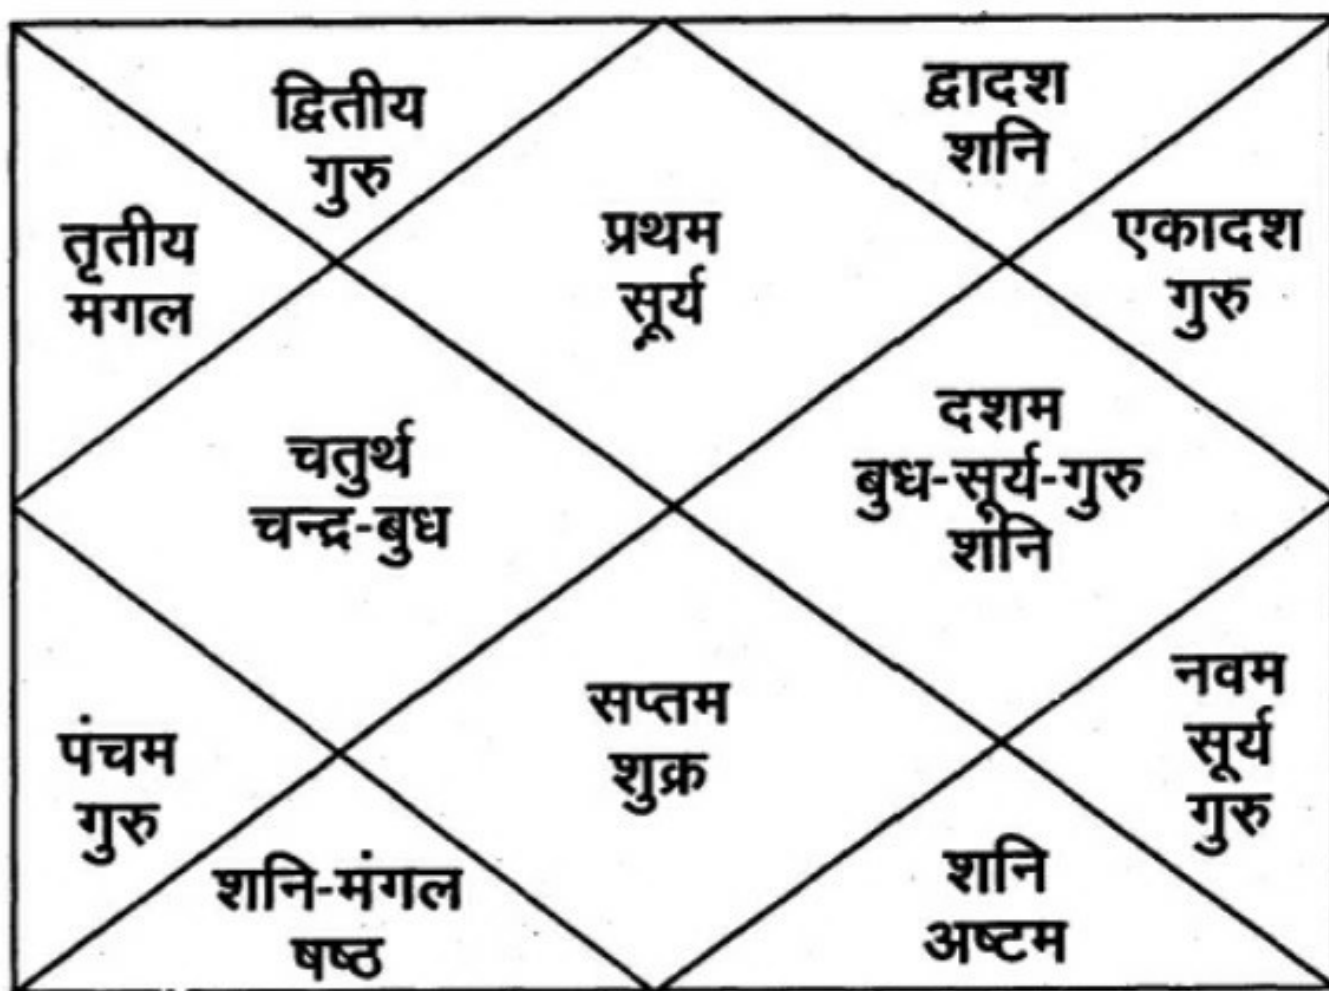 द्वितीय
गुरु
द्वादश
शनि
तृतीय
मगल
प्रथम
सूर्य
एकादश
गुरु
चतुर्थ
चन्द्र-बुध
दशम
बुध-सूर्य-गुरु
शनि
पंचम
गुरु
सप्तम
शुक्र
नवम
सूर्य
गुरु
शनि-मंगल
षष्ठ
शनि
अष्टम